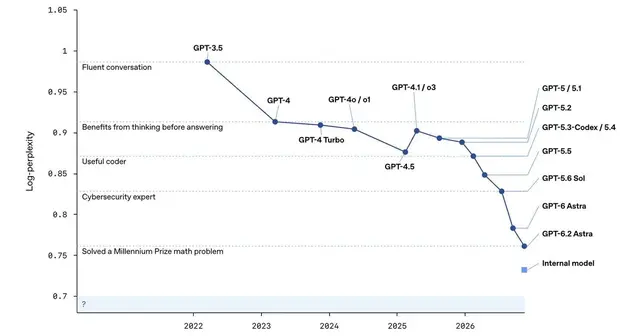 1.05
1
0.95
0.9
0.85
0.8
0.75
0.7
Log-perplexity
GPT-3.5
Fluent conversation
GPT-4
GPT-4o / o1
GPT-4.1 / o3
Benefits from thinking before answering
GPT-4 Turbo
GPT-4.5
Useful coder
Cybersecurity expert
Solved a Millennium Prize math problem
?
GPT-5 / 5.1
GPT-5.2
GPT-5.3-Codex / 5.4
GPT-5.5
GPT-5.6 Sol
GPT-6 Astra
GPT-6.2 Astra
Internal model
2022
2023
2024
2025
2026